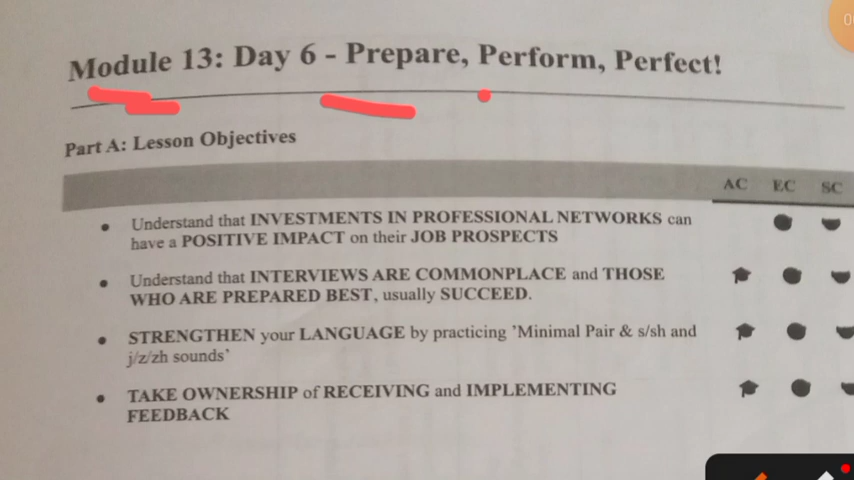 Module 13: Day 6 - Prepare, Perform, Perfect!
Part A: Lesson Objectives
AC EC SC
• Understand that INVESTMENTS IN PROFESSIONAL NETWORKS can
have a POSITIVE IMPACT on their JOB PROSPECTS
• Understand that INTERVIEWS ARE COMMONPLACE and THOSE
WHO ARE PREPARED BEST, usually SUCCEED.
• STRENGTHEN your LANGUAGE by practicing 'Minimal Pair & s/sh and
j/z/zh sounds'
• TAKE OWNERSHIP of RECEIVING and IMPLEMENTING
FEEDBACK